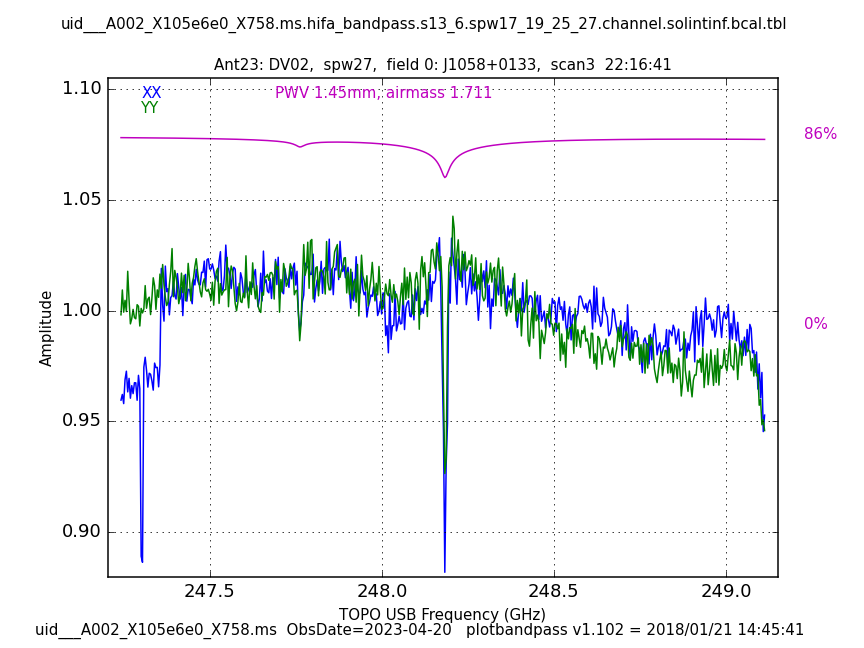 uid___A002_X105e6e0_X758.ms.hifa_bandpass.s13_6.spw17_19_25_27.channel.solintinf.bcal.tbl
Ant23: DV02,  spw27,  field 0: J1058+0133,  scan3  22:16:41
1.10
XX
PWV 1.45mm, airmass 1.711
YY
86%
1.05
1.00
0%
Amplitude
0.95
0.90
247.5 248.0 248.5 249.0
TOPO USB Frequency (GHz)
uid___A002_X105e6e0_X758.ms  ObsDate=2023-04-20   plotbandpass v1.102 = 2018/01/21 14:45:41